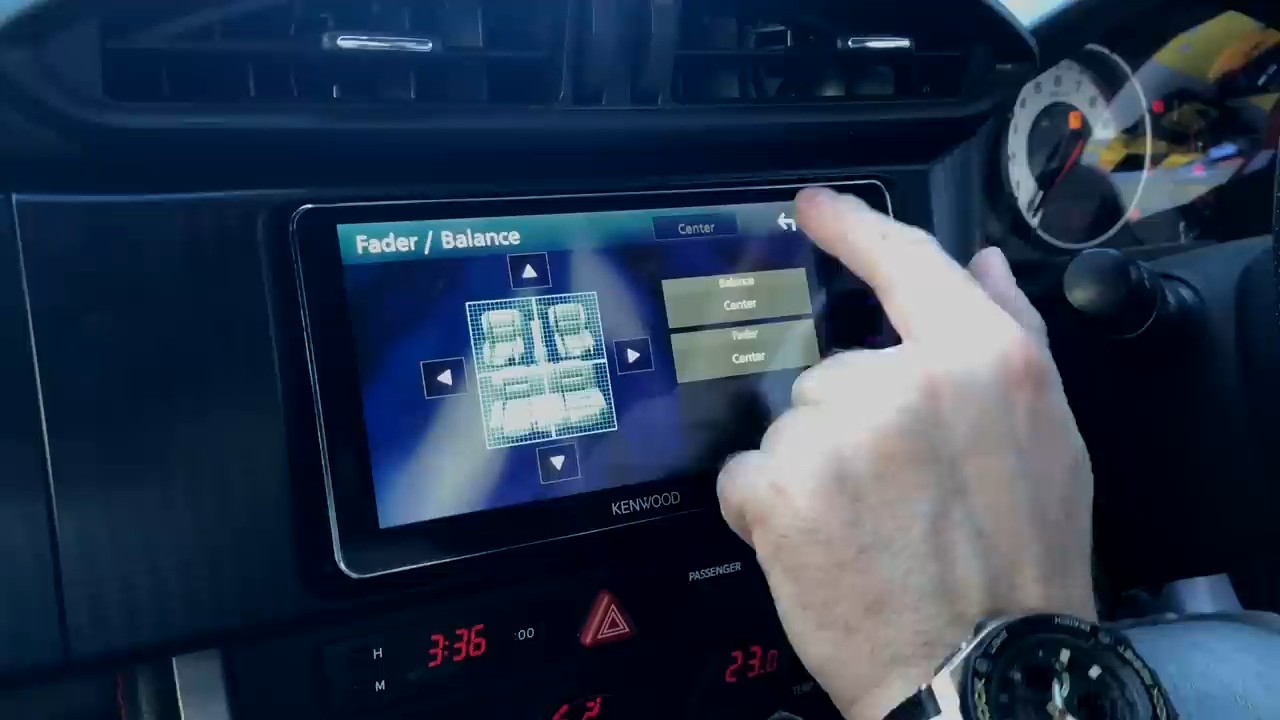 Fader / Balance
Center
Balance
Center
Fader
Center
KENWOOD
PASSENGER
H
3:36
:00
M
23.0